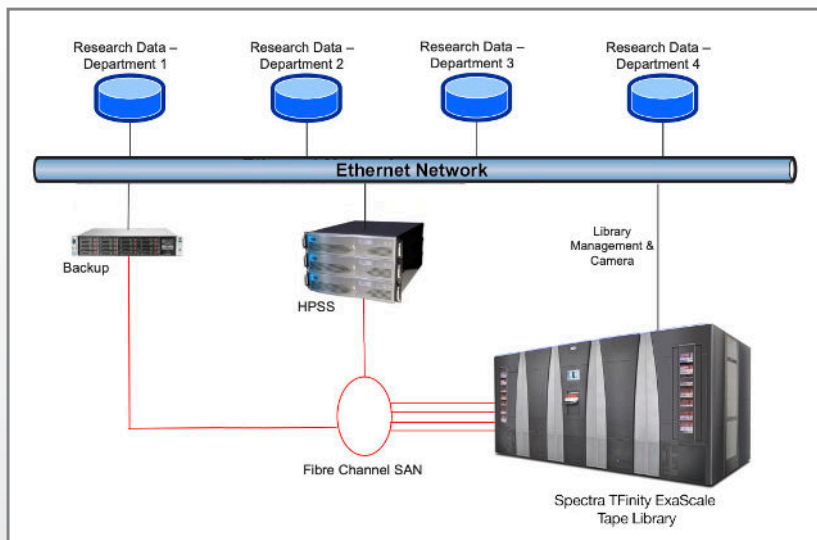 Research Data –
Department 1
Research Data –
Department 2
Research Data –
Department 3
Research Data –
Department 4
Ethernet Network
Backup
HPSS
Library
Management &
Camera
Fibre Channel SAN
Spectra TFinity ExaScale
Tape Library